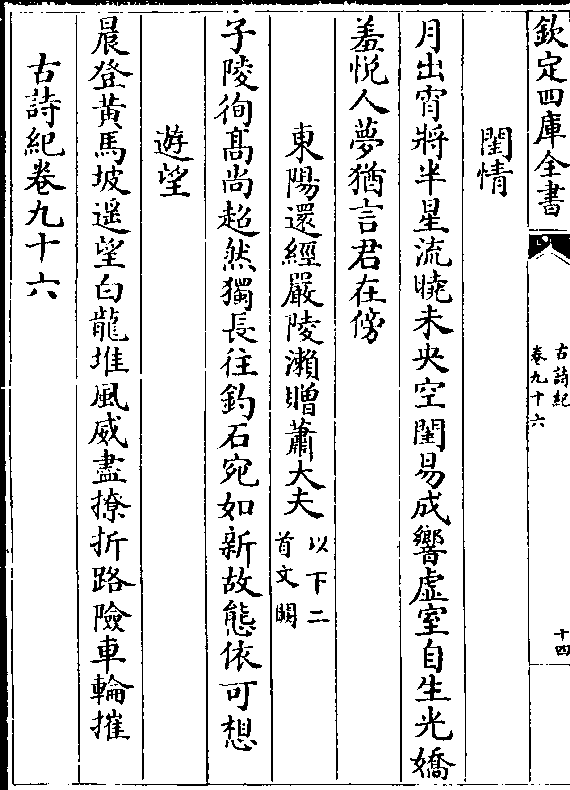 欽定四庫全書
古詩紀
卷九十六
十四
閨情
月出宵將半星流曉未央空閨易成響虛室自生光嬌
羞悅人夢猶言君在傍
東陽還經嚴陵瀨贈蕭大夫
以下二
首文闕
子陵徇高尚超然獨長往釣石宛如新故態依可想
遊望
晨登黃馬坡遥望白龍堆風威盡撩折路險車輪摧
古詩紀卷九十六